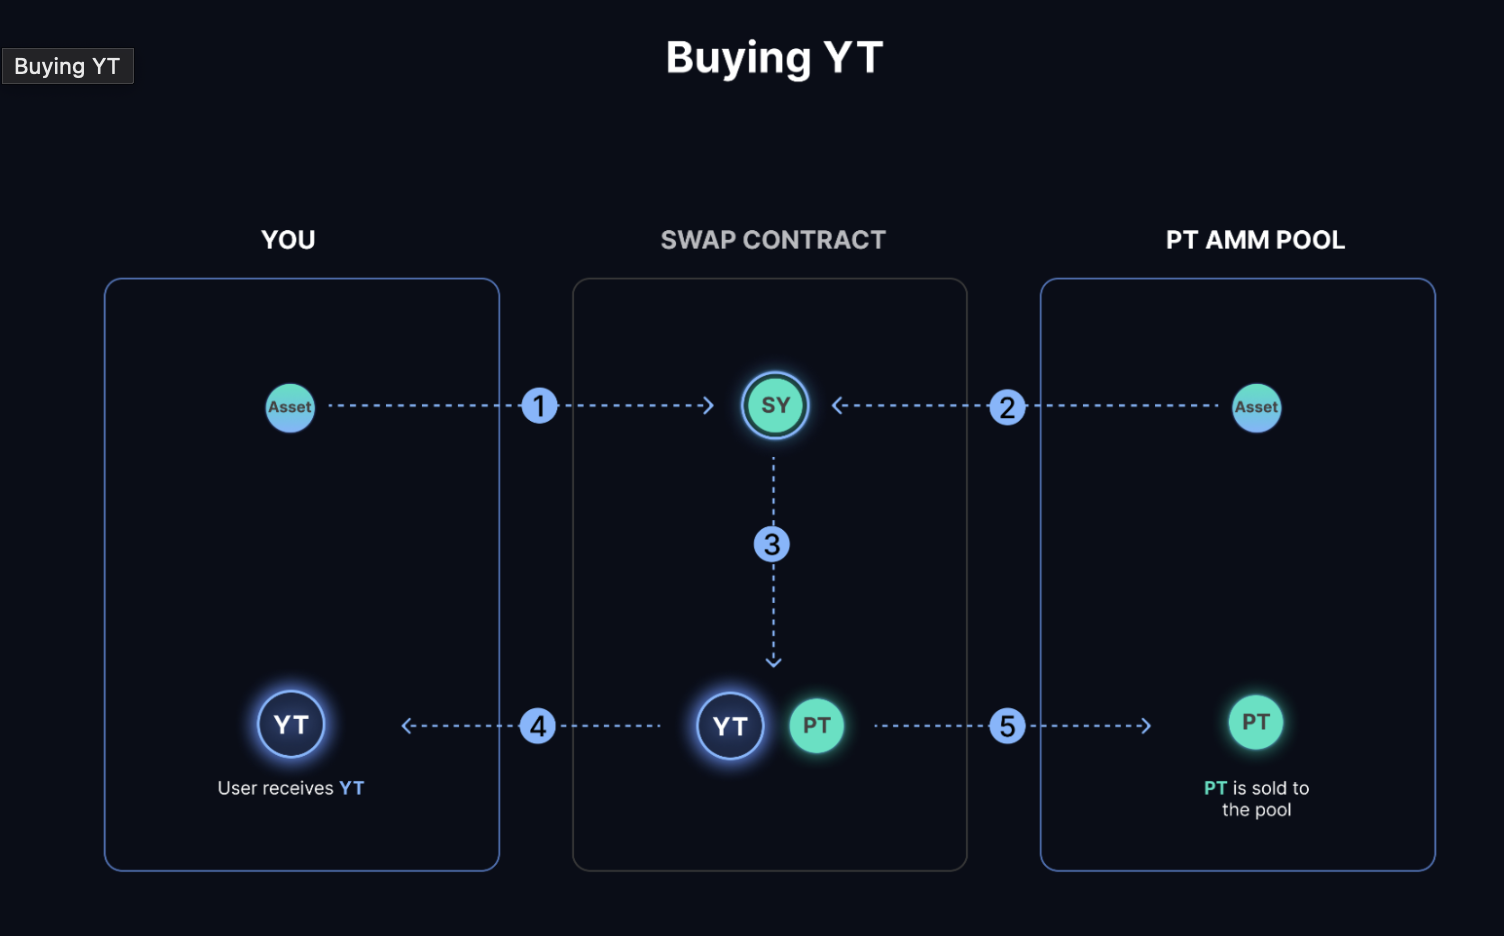 Buying YT
Buying YT
YOU
SWAP CONTRACT
PT AMM POOL
Asset
1
SY
2
Asset
3
YT
4
YT
PT
5
PT
User receives YT
PT is sold to
the pool